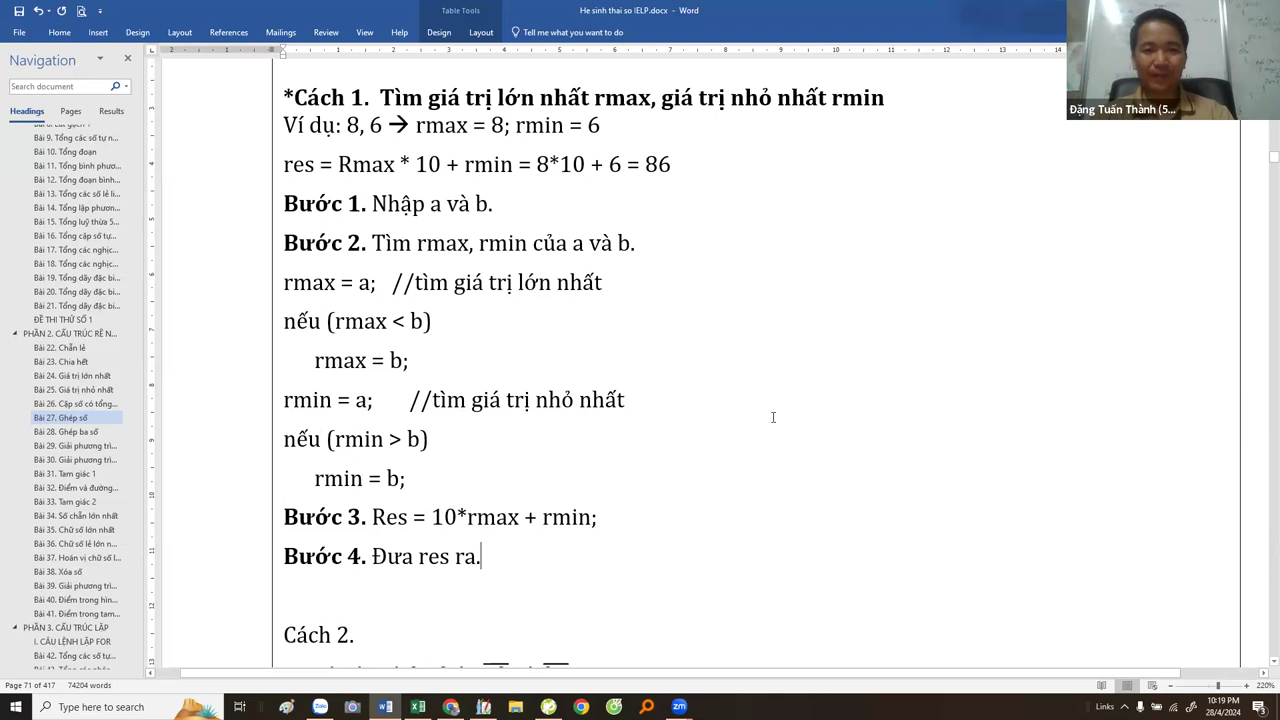 Table Tools
He sinh thai so IELP.docx - Word
File Home Insert Draw Design Layout References Mailings Review View Help Design Layout Tell me what you want to do
Đặng Tuấn Thành (5...
Navigation
Search document
Headings Pages Results
Bài 9. Tổng các số tự...
Bài 10. Tổng đoạn
Bài 11. Tổng bình phươ...
Bài 12. Tổng đoạn bình...
Bài 13. Tổng các số lẻ li...
Bài 14. Tổng lập phươn...
Bài 15. Tổng luỹ thừa 5...
Bài 16. Tổng cặp số tự...
Bài 17. Tổng các nghịc...
Bài 18. Tổng các nghịc...
Bài 19. Tổng dãy đặc bi...
Bài 20. Tổng dãy đặc bi...
Bài 21. Tổng dãy đặc bi...
ĐỀ THI THỬ SỐ 1
PHẦN 2. CẤU TRÚC RẼ N...
Bài 22. Chẵn lẻ
Bài 23. Chia hết
Bài 24. Giá trị lớn nhất
Bài 25. Giá trị nhỏ nhất
Bài 26. Cặp số có tổng...
Bài 27. Ghép số
Bài 28. Ghép ba số
Bài 29. Giải phương trì...
Bài 30. Giải phương trì...
Bài 31. Tam giác 1
Bài 32. Điểm và đường...
Bài 33. Tam giác 2
Bài 34. Số chẵn lớn nhất
Bài 35. Chữ số lớn nhất
Bài 36. Chữ số lẻ lớn n...
Bài 37. Hoán vị chữ số l...
Bài 38. Xóa số
Bài 39. Giải phương trì...
Bài 40. Điểm trong hìn...
Bài 41. Điểm trong tam...
PHẦN 3. CẤU TRÚC LẶP
I. CÂU LỆNH LẶP FOR
*Cách 1. Tìm giá trị lớn nhất rmax, giá trị nhỏ nhất rmin
Ví dụ: 8, 6 → rmax = 8; rmin = 6
res = Rmax * 10 + rmin = 8*10 + 6 = 86
Bước 1. Nhập a và b.
Bước 2. Tìm rmax, rmin của a và b.
rmax = a; //tìm giá trị lớn nhất
nếu (rmax < b)
rmax = b;
rmin = a; //tìm giá trị nhỏ nhất
nếu (rmin > b)
rmin = b;
Bước 3. Res = 10*rmax + rmin;
Bước 4. Đưa res ra.
Cách 2.
Page 71 of 417 74204 words
220%
Type here to search
Links
10:19 PM
28/4/2024